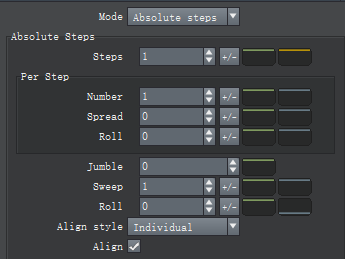 Mode Absolute steps
Absolute Steps
Steps 1 +/-
Per Step
Number 1 +/-
Spread 0 +/-
Roll 0 +/-
Jumble 0
Sweep 1 +/-
Roll 0 +/-
Align style Individual
Align